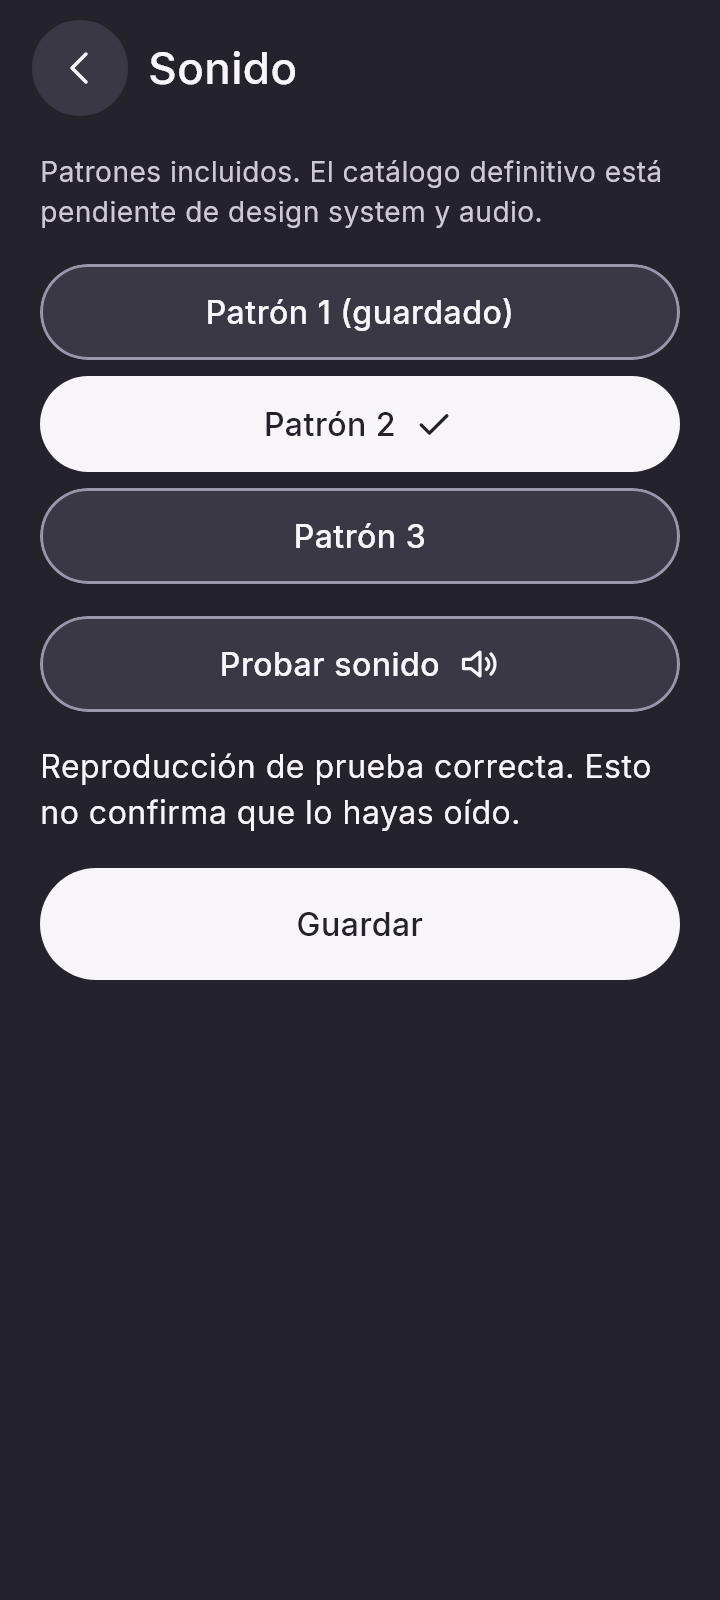 Sonido
Patrones incluidos. El catálogo definitivo está
pendiente de design system y audio.
Patrón 1 (guardado)
Patrón 2
Patrón 3
Probar sonido
Reproducción de prueba correcta. Esto
no confirma que lo hayas oído.
Guardar